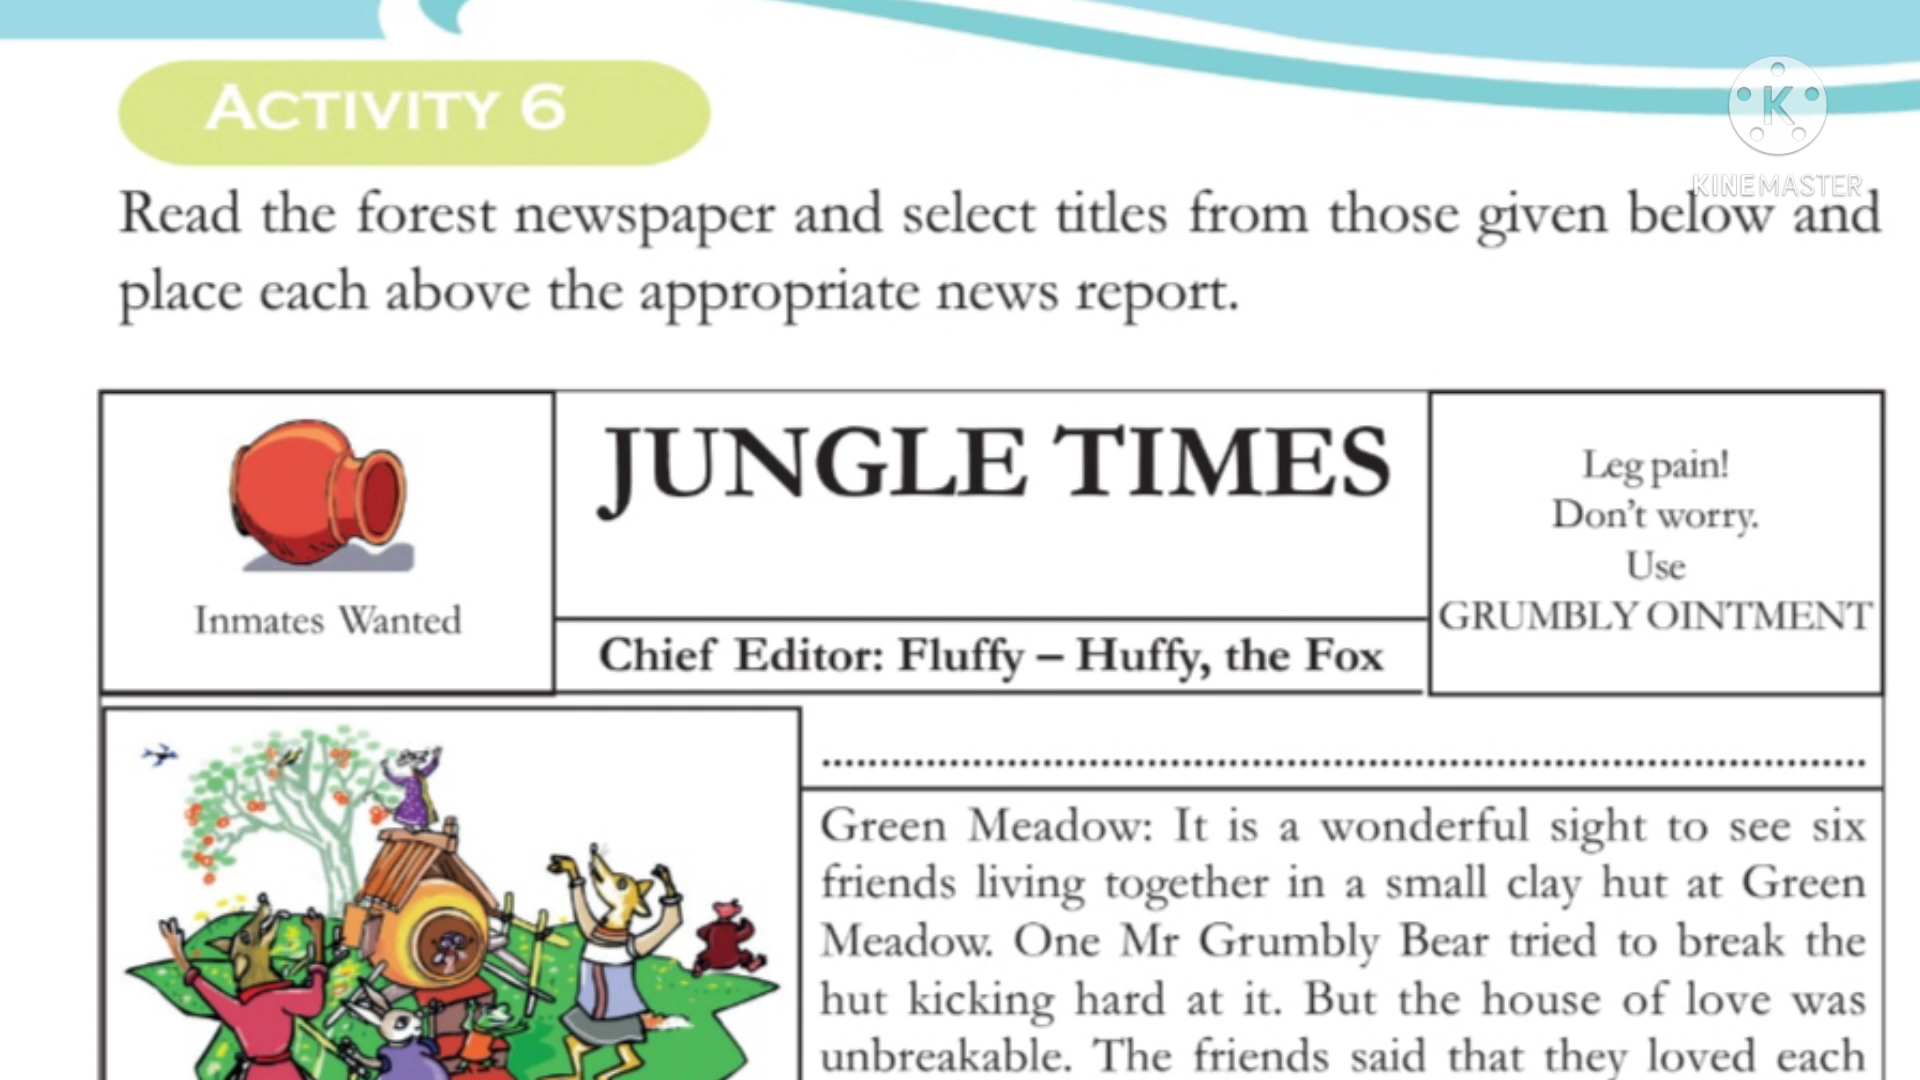 ACTIVITY 6
K
KINEMASTER
Read the forest newspaper and select titles from those given below and
place each above the appropriate news report.
Inmates Wanted
JUNGLE TIMES
Chief Editor: Fluffy – Huffy, the Fox
Leg pain!
Don't worry.
Use
GRUMBLY OINTMENT
Green Meadow: It is a wonderful sight to see six
friends living together in a small clay hut at Green
Meadow. One Mr Grumbly Bear tried to break the
hut kicking hard at it. But the house of love was
unbreakable. The friends said that they loved each